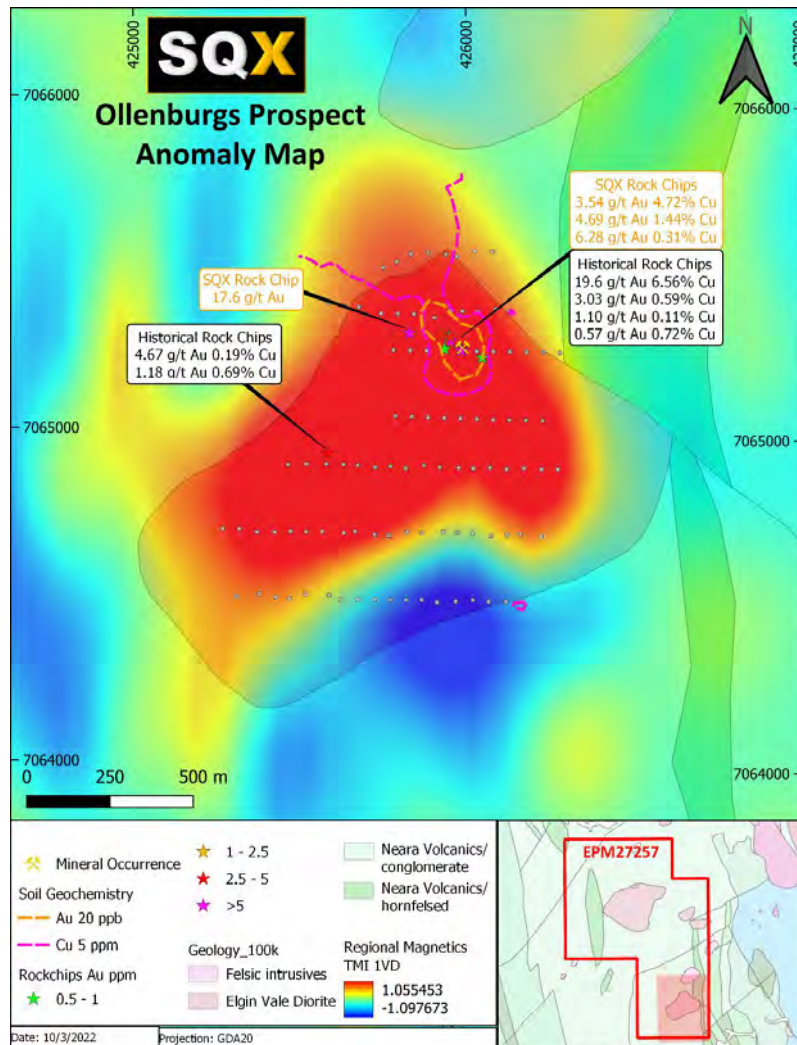 425000
426000
427000
SQX
N
7066000
7066000
Ollenburgs Prospect
Anomaly Map
SQX Rock Chips
3.54 g/t Au 4.72% Cu
4.69 g/t Au 1.44% Cu
6.28 g/t Au 0.31% Cu
Historical Rock Chips
19.6 g/t Au 6.56% Cu
3.03 g/t Au 0.59% Cu
1.10 g/t Au 0.11% Cu
0.57 g/t Au 0.72% Cu
SQX Rock Chip
17.6 g/t Au
Historical Rock Chips
4.67 g/t Au 0.19% Cu
1.18 g/t Au 0.69% Cu
7065000
7065000
7064000
7064000
0 250 500 m
Mineral Occurrence
Soil Geochemistry
Au 20 ppb
Cu 5 ppm
Rockchips Au ppm
0.5 - 1
1 - 2.5
2.5 - 5
>5
Geology_100k
Felsic intrusives
Elgin Vale Diorite
Neara Volcanics/
conglomerate
Neara Volcanics/
hornfelsed
Regional Magnetics
TMI 1VD
1.055453
-1.097673
EPM27257
Date: 10/3/2022
Projection: GDA20